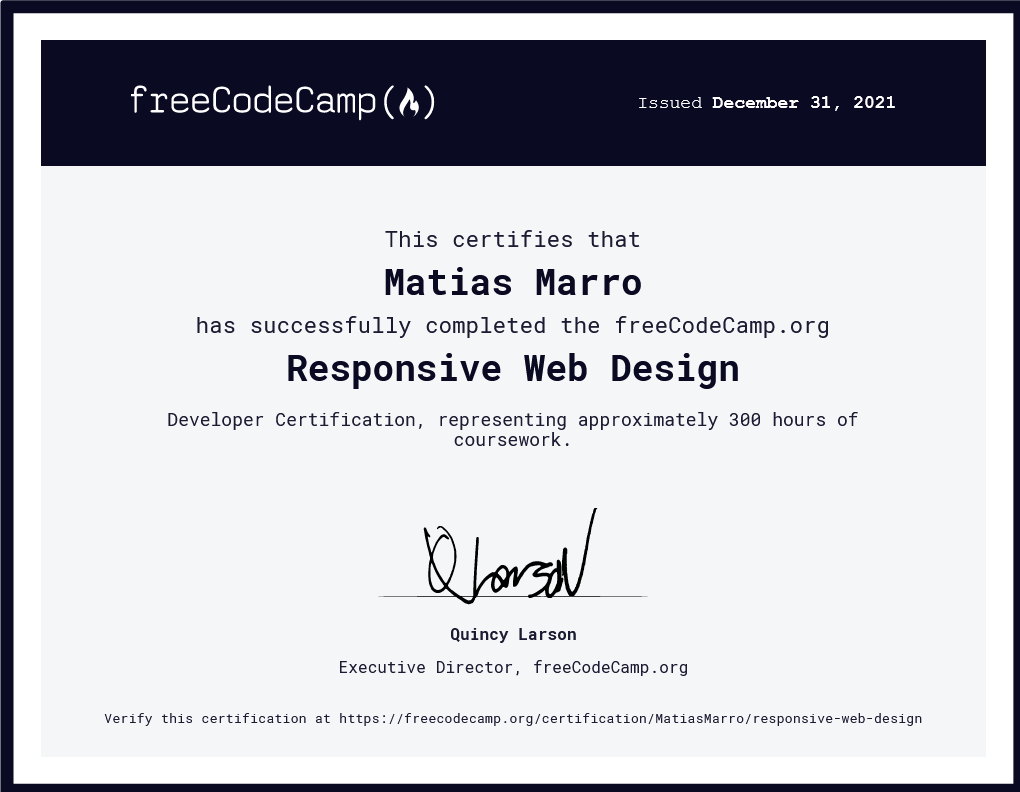 freeCodeCamp(🔥)
Issued December 31, 2021
This certifies that
Matias Marro
has successfully completed the freeCodeCamp.org
Responsive Web Design
Developer Certification, representing approximately 300 hours of
coursework.
Q Larson
Quincy Larson
Executive Director, freeCodeCamp.org
Verify this certification at https://freecodecamp.org/certification/MatiasMarro/responsive-web-design